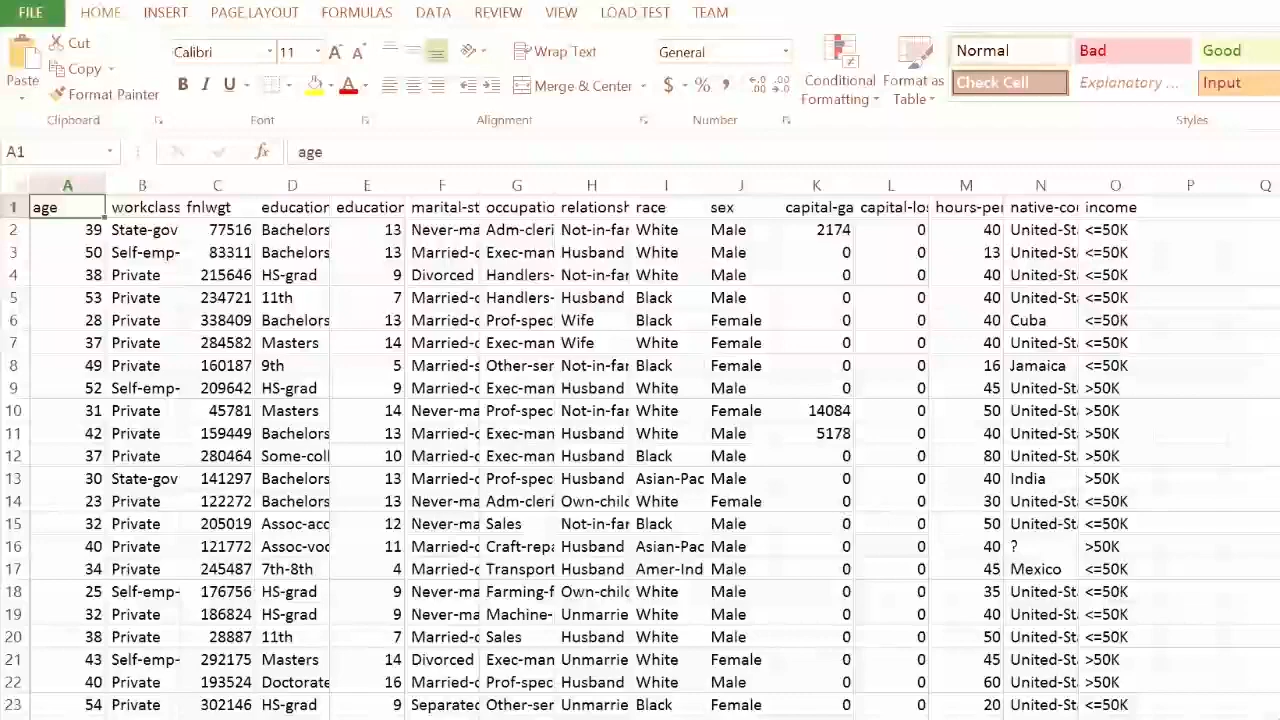 FILE HOME INSERT PAGE LAYOUT FORMULAS DATA REVIEW VIEW LOAD TEST TEAM
Cut
Copy
Format Painter
Paste
Clipboard
Calibri 11
B I U
Font
Wrap Text
Merge & Center
Alignment
General
$ % ,
Number
Conditional Formatting
Format as Table
Normal Bad Good
Check Cell Explanatory ... Input
Styles
A1 fx age
A B C D E F G H I J K L M N O P Q
1 age workclass fnlwgt education education marital-st occupatio relationsh race sex capital-ga capital-los hours-per native-cou income
2 39 State-gov 77516 Bachelors 13 Never-ma Adm-cleri Not-in-far White Male 2174 0 40 United-St <=50K
3 50 Self-emp- 83311 Bachelors 13 Married-c Exec-man Husband White Male 0 0 13 United-St <=50K
4 38 Private 215646 HS-grad 9 Divorced Handlers- Not-in-far White Male 0 0 40 United-St <=50K
5 53 Private 234721 11th 7 Married-c Handlers- Husband Black Male 0 0 40 United-St <=50K
6 28 Private 338409 Bachelors 13 Married-c Prof-spec Wife Black Female 0 0 40 Cuba <=50K
7 37 Private 284582 Masters 14 Married-c Exec-man Wife White Female 0 0 40 United-St <=50K
8 49 Private 160187 9th 5 Married-s Other-ser Not-in-far Black Female 0 0 16 Jamaica <=50K
9 52 Self-emp- 209642 HS-grad 9 Married-c Exec-man Husband White Male 0 0 45 United-St >50K
10 31 Private 45781 Masters 14 Never-ma Prof-spec Not-in-far White Female 14084 0 50 United-St >50K
11 42 Private 159449 Bachelors 13 Married-c Exec-man Husband White Male 5178 0 40 United-St >50K
12 37 Private 280464 Some-coll 10 Married-c Exec-man Husband Black Male 0 0 80 United-St >50K
13 30 State-gov 141297 Bachelors 13 Married-c Prof-spec Husband Asian-Pac Male 0 0 40 India >50K
14 23 Private 122272 Bachelors 13 Never-ma Adm-cleri Own-child White Female 0 0 30 United-St <=50K
15 32 Private 205019 Assoc-acd 12 Never-ma Sales Not-in-far Black Male 0 0 50 United-St <=50K
16 40 Private 121772 Assoc-voc 11 Married-c Craft-repa Husband Asian-Pac Male 0 0 40 ? >50K
17 34 Private 245487 7th-8th 4 Married-c Transport Husband Amer-Ind Male 0 0 45 Mexico <=50K
18 25 Self-emp- 176756 HS-grad 9 Never-ma Farming-f Own-child White Male 0 0 35 United-St <=50K
19 32 Private 186824 HS-grad 9 Never-ma Machine- Unmarrie White Male 0 0 40 United-St <=50K
20 38 Private 28887 11th 7 Married-c Sales Husband White Male 0 0 50 United-St <=50K
21 43 Self-emp- 292175 Masters 14 Divorced Exec-man Unmarrie White Female 0 0 45 United-St >50K
22 40 Private 193524 Doctorate 16 Married-c Prof-spec Husband White Male 0 0 60 United-St >50K
23 54 Private 302146 HS-grad 9 Separated Other-ser Unmarrie Black Female 0 0 20 United-St <=50K